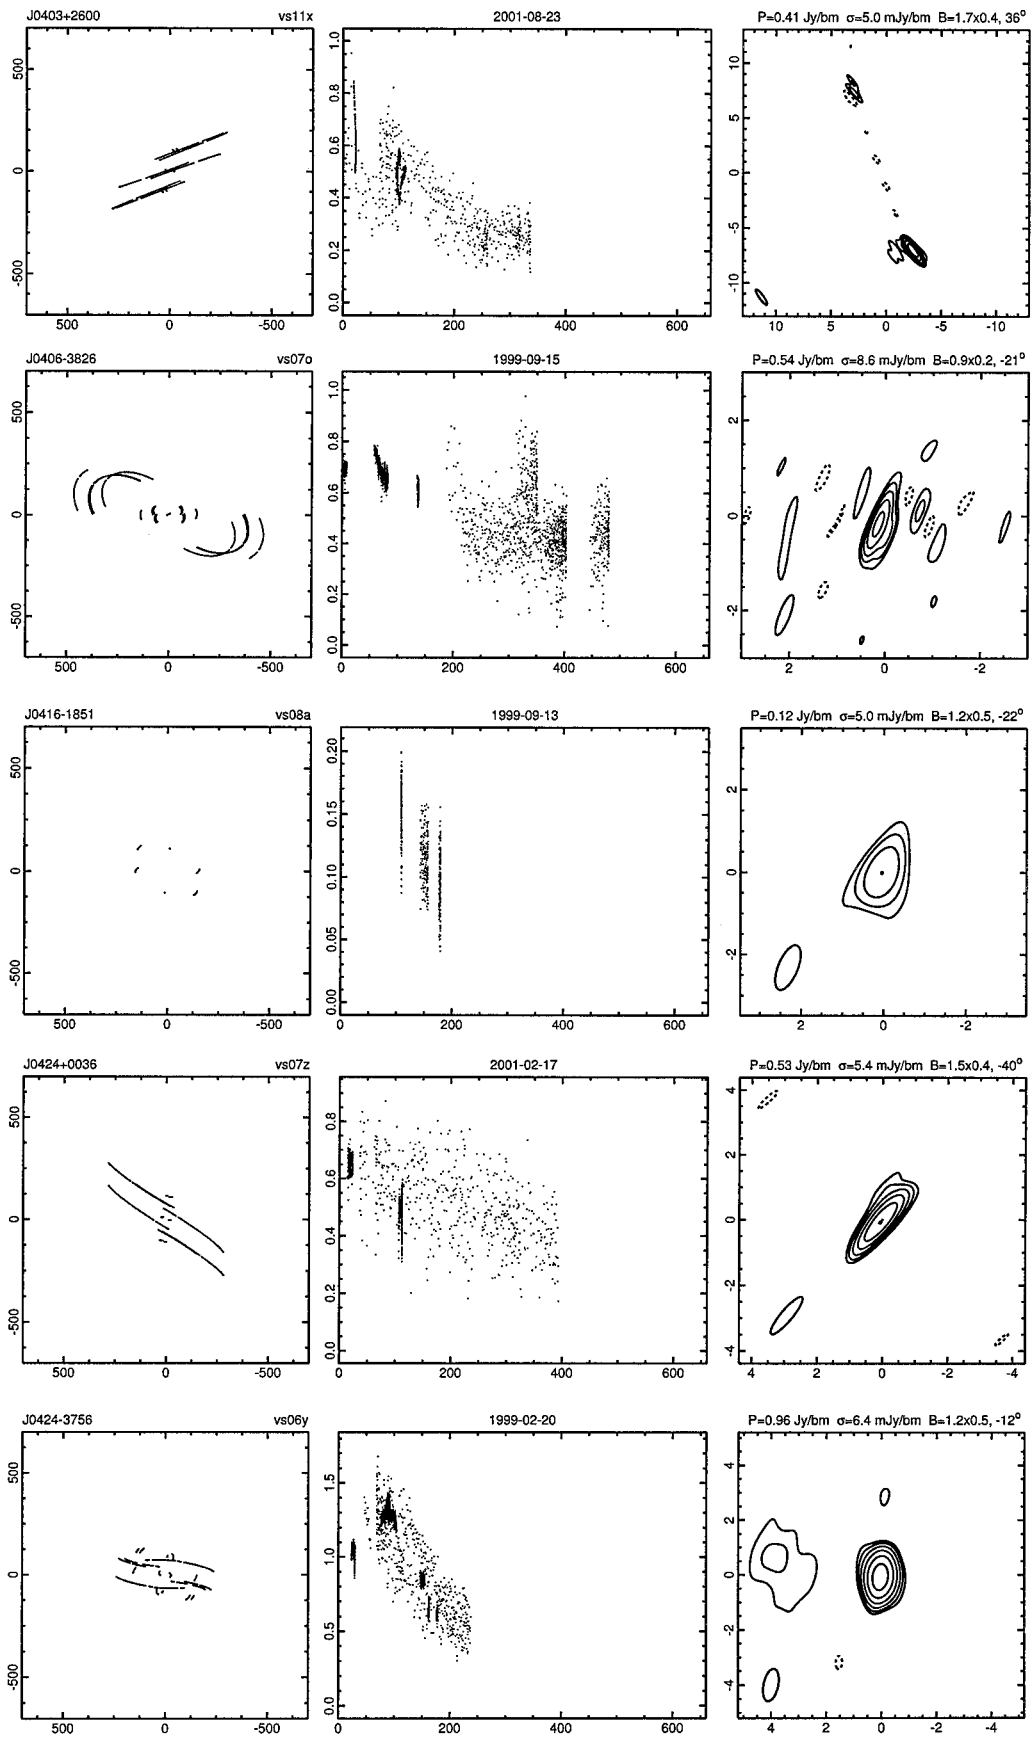 J0403+2600 vs11x 2001-08-23 P=0.41 Jy/bm σ=5.0 mJy/bm B=1.7x0.4, 36°
500 0 -500
500 0 -500
0.0 0.2 0.4 0.6 0.8 1.0
0 200 400 600
10 5 0 -5 -10
10 5 0 -5 -10
J0406-3826 vs07o 1999-09-15 P=0.54 Jy/bm σ=8.6 mJy/bm B=0.9x0.2, -21°
500 0 -500
500 0 -500
0.0 0.2 0.4 0.6 0.8 1.0
0 200 400 600
2 0 -2
2 0 -2
J0416-1851 vs08a 1999-09-13 P=0.12 Jy/bm σ=5.0 mJy/bm B=1.2x0.5, -22°
500 0 -500
500 0 -500
0.00 0.05 0.10 0.15 0.20
0 200 400 600
2 0 -2
2 0 -2
J0424+0036 vs07z 2001-02-17 P=0.53 Jy/bm σ=5.4 mJy/bm B=1.5x0.4, -40°
500 0 -500
500 0 -500
0.0 0.2 0.4 0.6 0.8
0 200 400 600
4 2 0 -2 -4
4 2 0 -2 -4
J0424-3756 vs06y 1999-02-20 P=0.96 Jy/bm σ=6.4 mJy/bm B=1.2x0.5, -12°
500 0 -500
500 0 -500
0.0 0.5 1.0 1.5
0 200 400 600
4 2 0 -2 -4
4 2 0 -2 -4